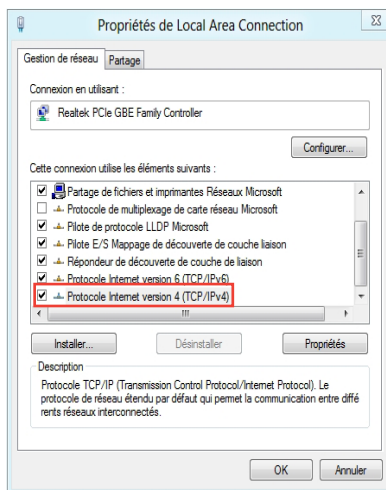 Propriétés de Local Area Connection
Gestion de réseau
Partage
Connexion en utilisant :
Realtek PCIe GBE Family Controller
Configurer...
Cette connexion utilise les éléments suivants :
Partage de fichiers et imprimantes Réseaux Microsoft
Protocole de multiplexage de carte réseau Microsoft
Pilote de protocole LLDP Microsoft
Pilote E/S Mappage de découverte de couche liaison
Répondeur de découverte de couche de liaison
Protocole Internet version 6 (TCP/IPv6)
Protocole Internet version 4 (TCP/IPv4)
Installer...
Désinstaller
Propriétés
Description
Protocole TCP/IP (Transmission Control Protocol/Internet Protocol). Le
protocole de réseau étendu par défaut qui permet la communication entre diffé
rents réseaux interconnectés.
OK
Annuler